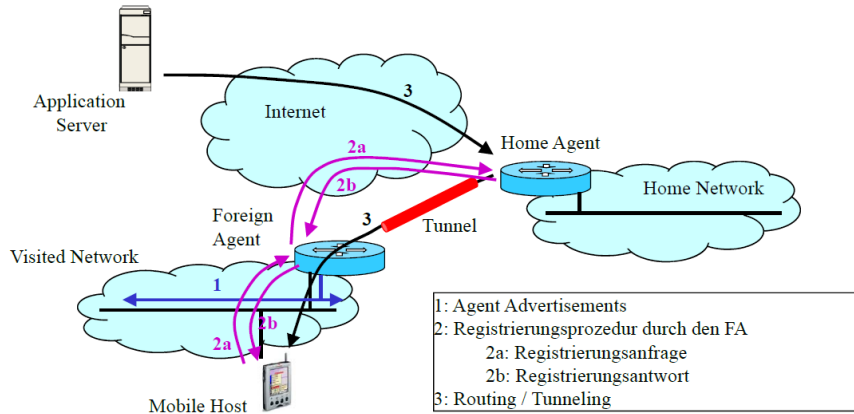 Application
Server
Internet
3
Home Agent
2a
2b
Home Network
Foreign
Agent
3
Tunnel
Visited Network
1
2b
2a
Mobile Host
1: Agent Advertisements
2: Registrierungsprozedur durch den FA
2a: Registrierungsanfrage
2b: Registrierungsantwort
3: Routing / Tunneling